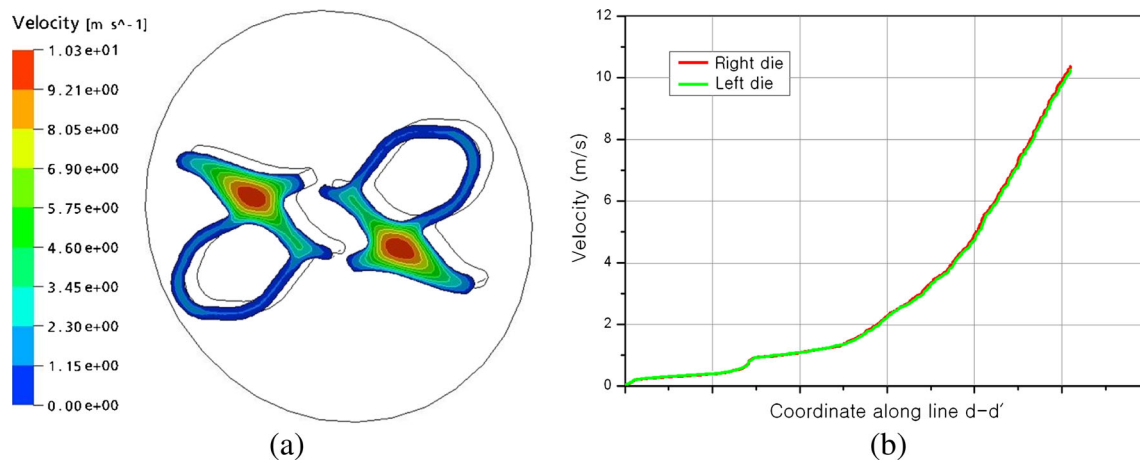 Velocity [m s^-1]
1.03e+01
9.21e+00
8.05e+00
6.90e+00
5.75e+00
4.60e+00
3.45e+00
2.30e+00
1.15e+00
0.00e+00
(a)
12
10
8
6
4
2
0
Velocity (m/s)
Right die
Left die
Coordinate along line d-d′
(b)